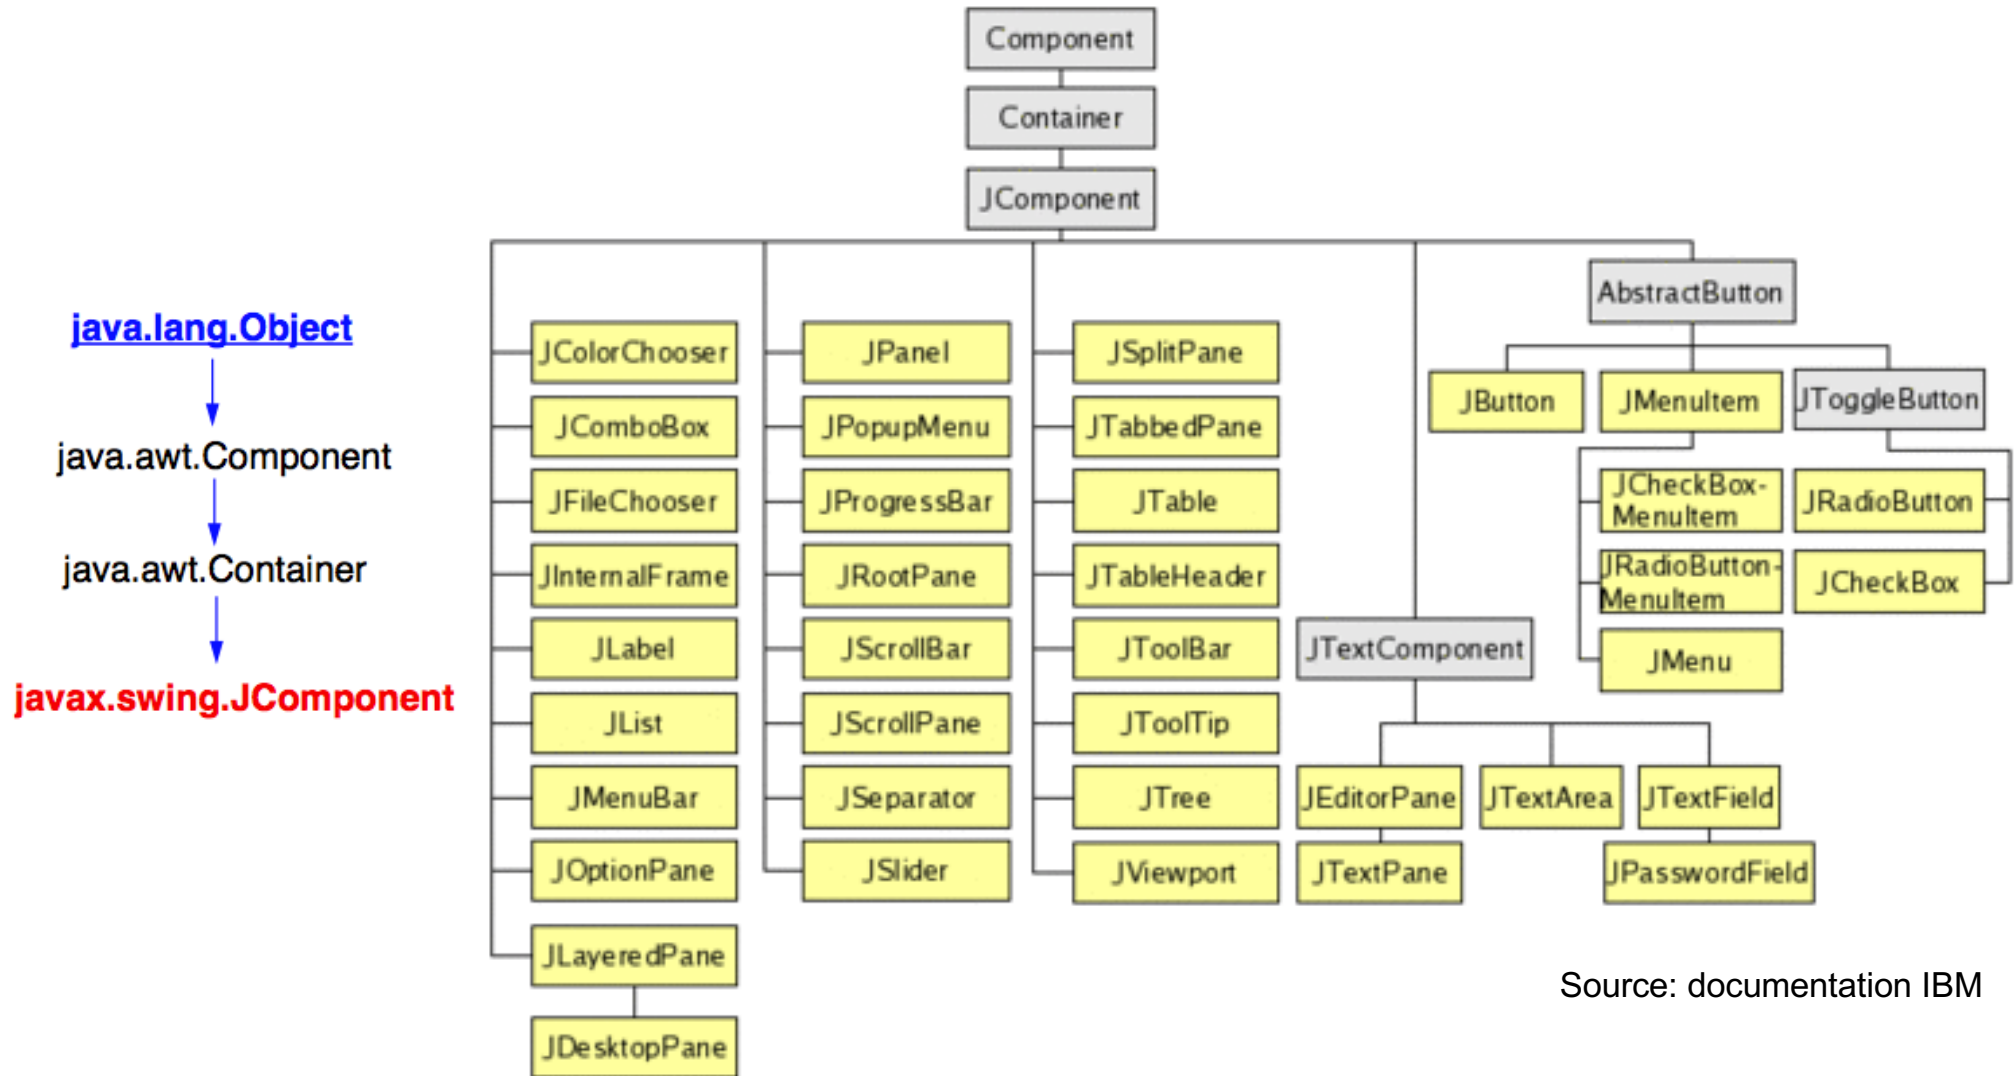 Component
Container
JComponent
java.lang.Object
java.awt.Component
java.awt.Container
javax.swing.JComponent
JColorChooser
JComboBox
JFileChooser
JInternalFrame
JLabel
JList
JMenuBar
JOptionPane
JLayeredPane
JDesktopPane
JPanel
JPopupMenu
JProgressBar
JRootPane
JScrollBar
JScrollPane
JSeparator
JSlider
JSplitPane
JTabbedPane
JTable
JTableHeader
JToolBar
JToolTip
JTree
JViewport
JTextComponent
JEditorPane
JTextArea
JTextField
JTextPane
JPasswordField
AbstractButton
JButton
JMenuItem
JToggleButton
JCheckBox-
MenuItem
JRadioButton-
MenuItem
JMenu
JRadioButton
JCheckBox
Source: documentation IBM